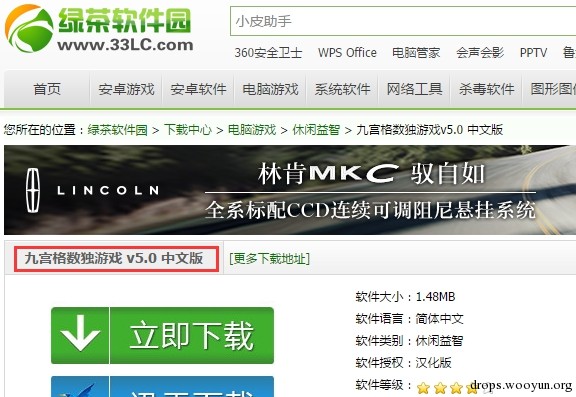 绿茶软件园
www.33LC.com
小皮助手
360安全卫士 WPS Office 电脑管家 会声会影 PPTV
首页 安卓游戏 安卓软件 电脑游戏 系统软件 网络工具 杀毒软件 图形图
您所在的位置：绿茶软件园 > 下载中心 > 电脑游戏 > 休闲益智 > 九宫格数独游戏v5.0 中文版
LINCOLN
林肯MKC 驭自如
全系标配CCD连续可调阻尼悬挂系统
九宫格数独游戏 v5.0 中文版 [更多下载地址]
软件大小：1.48MB
立即下载
软件语言：简体中文
软件类别：休闲益智
软件授权：汉化版
软件等级：
drops.wooyun.org